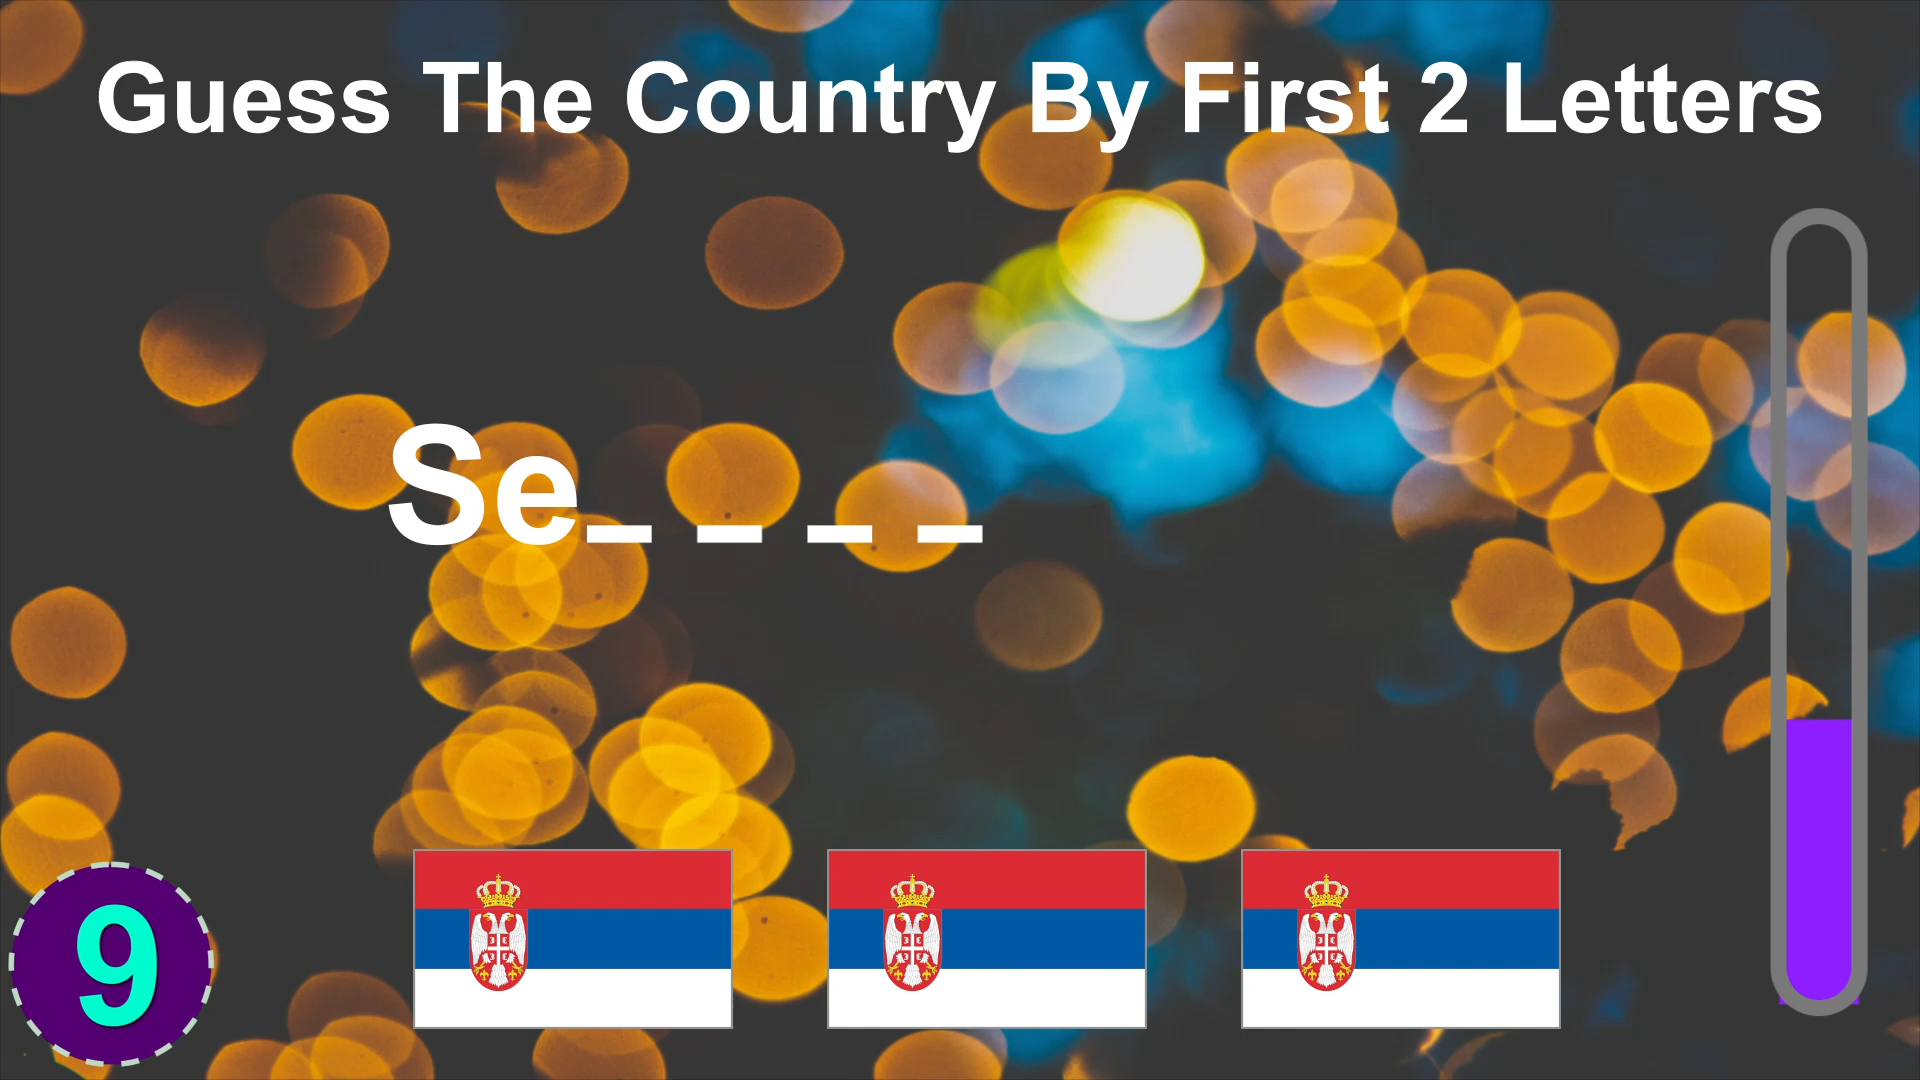 Guess The Country By First 2 Letters
Se_ _ _ _
9